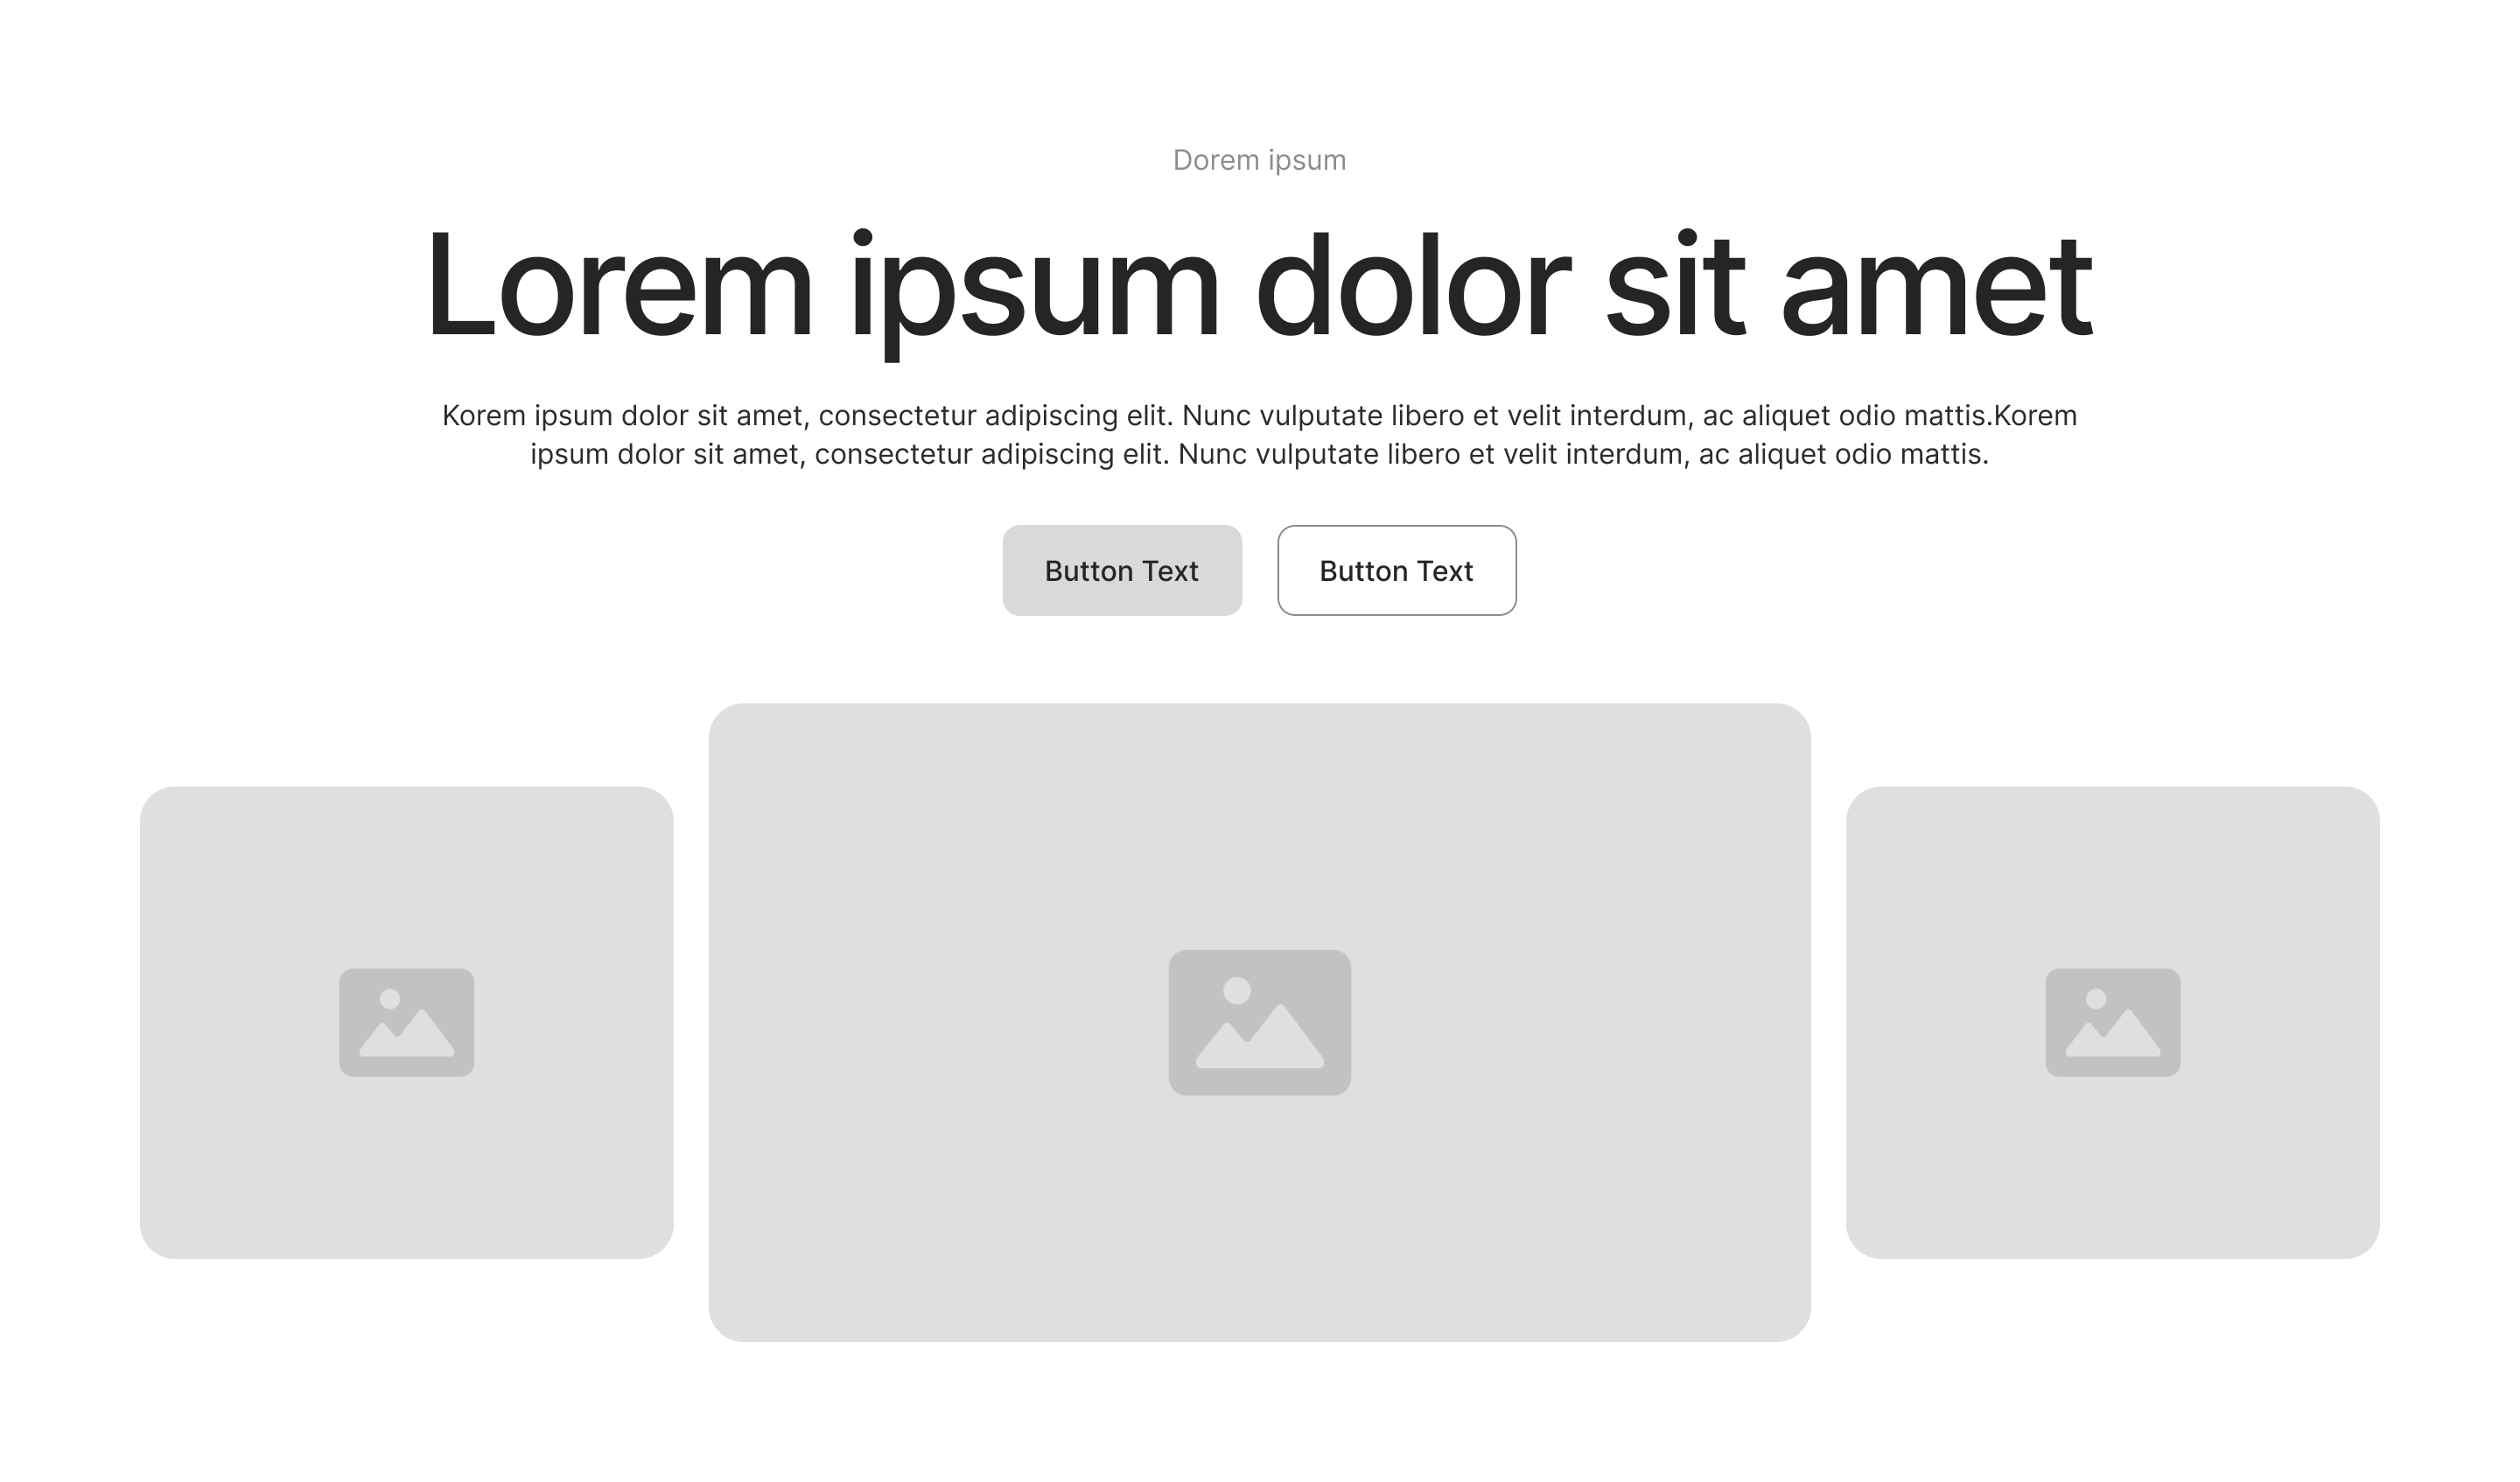 Dorem ipsum
Lorem ipsum dolor sit amet
Korem ipsum dolor sit amet, consectetur adipiscing elit. Nunc vulputate libero et velit interdum, ac aliquet odio mattis.Korem
ipsum dolor sit amet, consectetur adipiscing elit. Nunc vulputate libero et velit interdum, ac aliquet odio mattis.
Button Text
Button Text